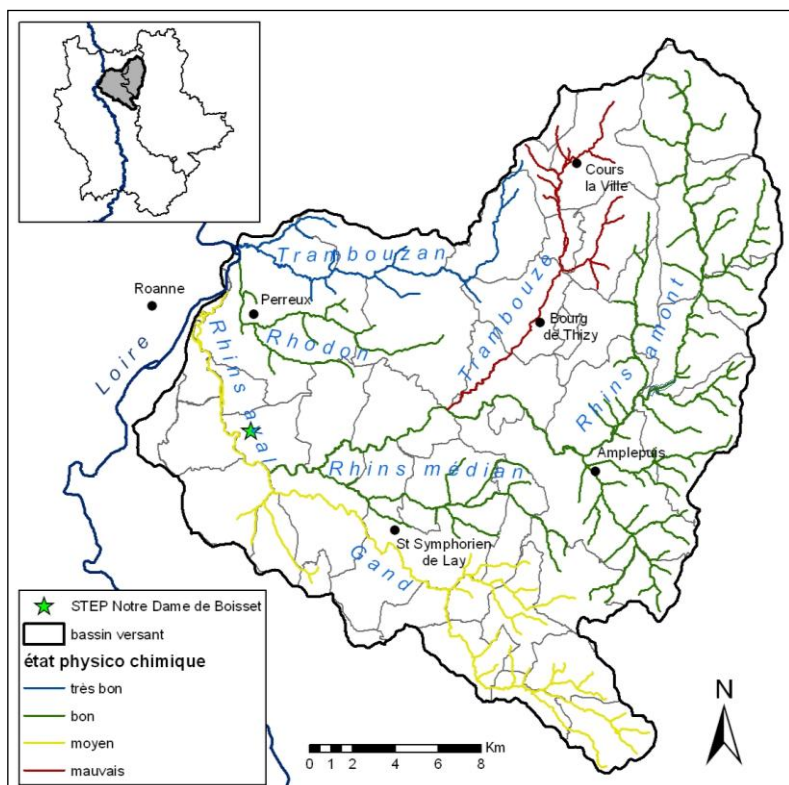 Cours
la Ville
Trambouzan
Trambouze
Roanne
Perreux
Bourg
de Thizy
Rhodon
Loire
Rhins aval
Rhins amont
Rhins médian
Amplepuis
St Symphorien
de Lay
Gand
STEP Notre Dame de Boisset
bassin versant
état physico chimique
très bon
bon
moyen
mauvais
N
Km
0 1 2 4 6 8